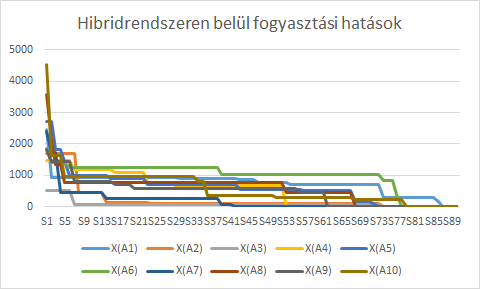 Hibridrendszeren belül fogyasztási hatások
5000
4000
3000
2000
1000
0
S1 S5 S9 S13 S17 S21 S25 S29 S33 S37 S41 S45 S49 S53 S57 S61 S65 S69 S73 S77 S81 S85 S89
X(A1) X(A2) X(A3) X(A4) X(A5)
X(A6) X(A7) X(A8) X(A9) X(A10)